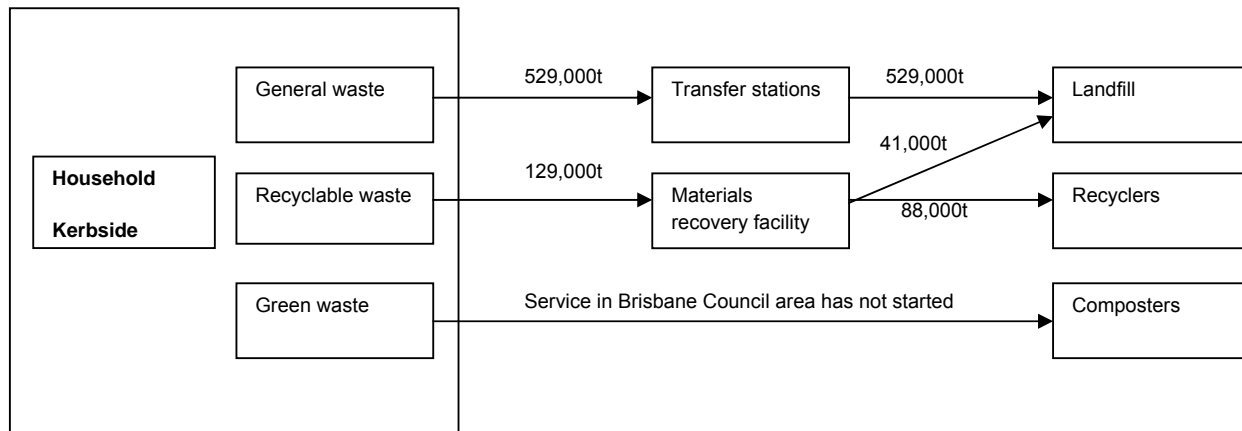 529,000t
529,000t
General waste
Transfer stations
Landfill
41,000t
129,000t
Household
Kerbside
Recyclable waste
Materials
recovery facility
88,000t
Recyclers
Service in Brisbane Council area has not started
Green waste
Composters